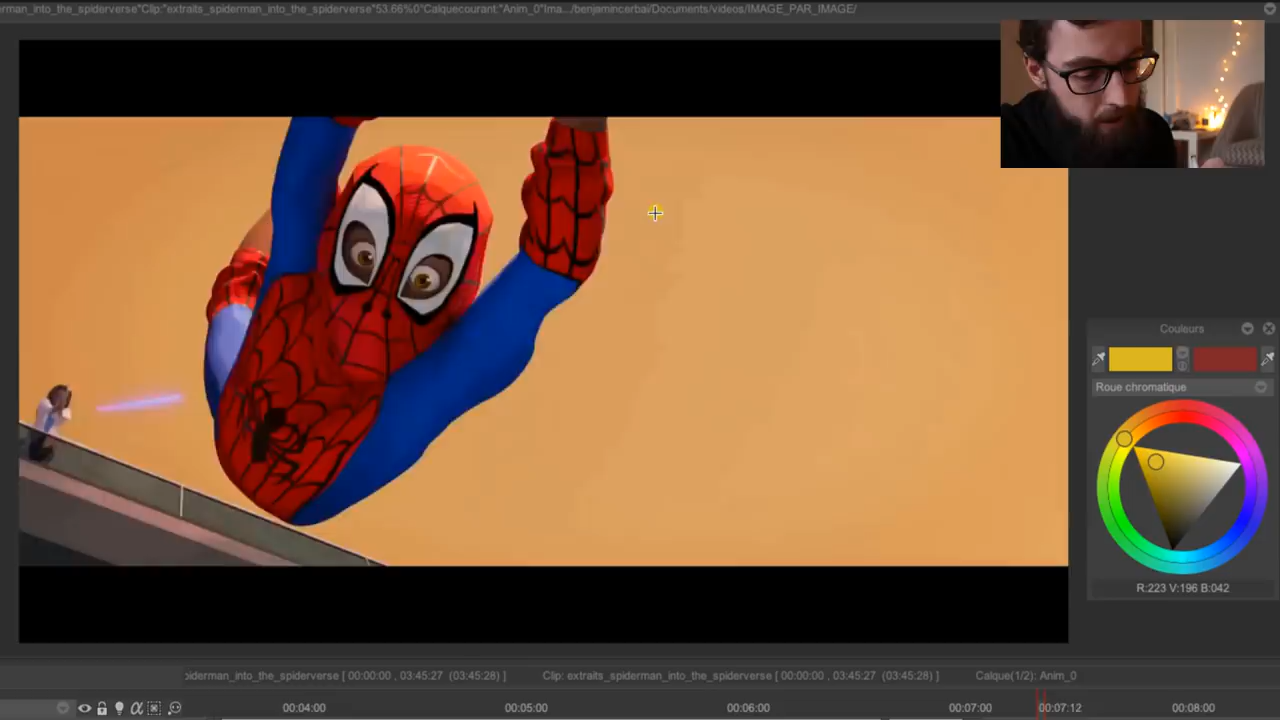 rman_into_the_spiderverse"Clip:"extraits_spiderman_into_the_spiderverse"53.66%0"Calquecourant:"Anim_0"Ima.../benjamincerbai/Documents/videos/IMAGE_PAR_IMAGE/
Couleurs
Roue chromatique
R:223 V:196 B:042
piderman_into_the_spiderverse [ 00:00:00 , 03:45:27 (03:45:28) ] Clip: extraits_spiderman_into_the_spiderverse [ 00:00:00 , 03:45:27 (03:45:28) ] Calque(1/2): Anim_0
00:04:00 00:05:00 00:06:00 00:07:00 00:07:12 00:08:00